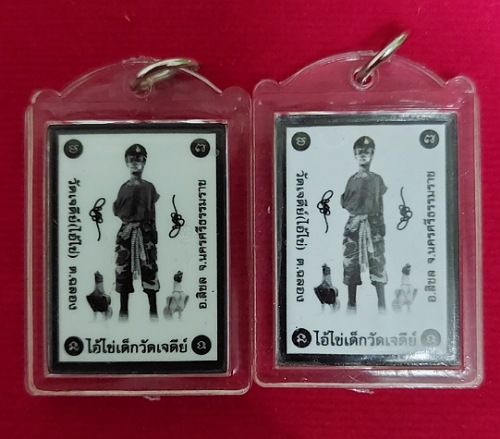 วัดเจดีย์(ไอ้ไข่) ต.ฉลอง
อ.สิชล จ.นครศรีธรรมราช
ไอ้ไข่เด็กวัดเจดีย์
วัดเจดีย์(ไอ้ไข่) ต.ฉลอง
อ.สิชล จ.นครศรีธรรมราช
ไอ้ไข่เด็กวัดเจดีย์